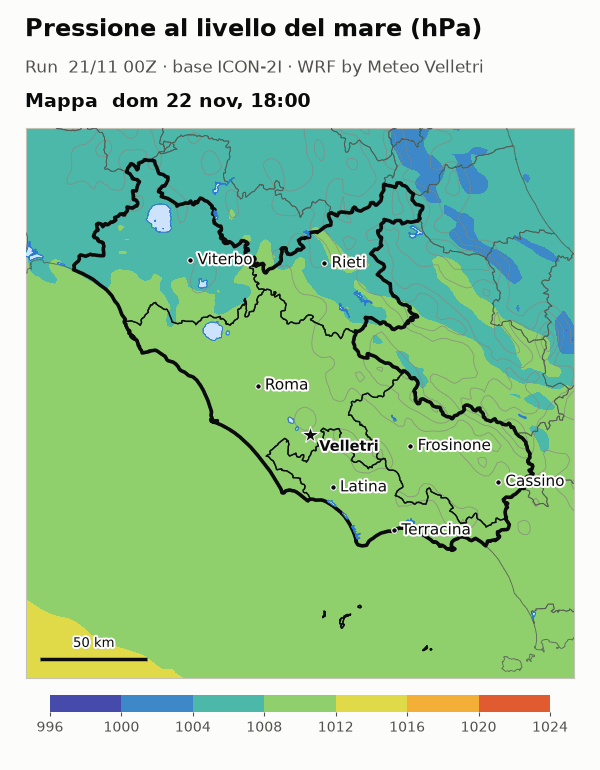 Pressione al livello del mare (hPa)
Run  21/11 00Z · base ICON-2I · WRF by Meteo Velletri
Mappa  dom 22 nov, 18:00
Viterbo
Rieti
Roma
Velletri
Frosinone
Cassino
Latina
Terracina
50 km
996 1000 1004 1008 1012 1016 1020 1024